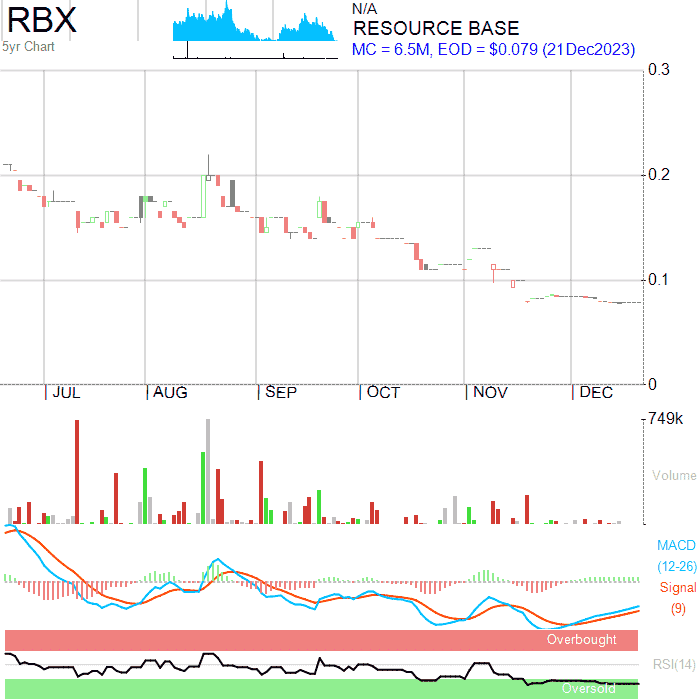 RBX
5yr Chart
N/A
RESOURCE BASE
MC = 6.5M, EOD = $0.079 (21Dec2023)
0.3
0.2
0.1
0
JUL AUG SEP OCT NOV DEC
749k
Volume
MACD
(12-26)
Signal
(9)
Overbought
RSI(14)
Oversold